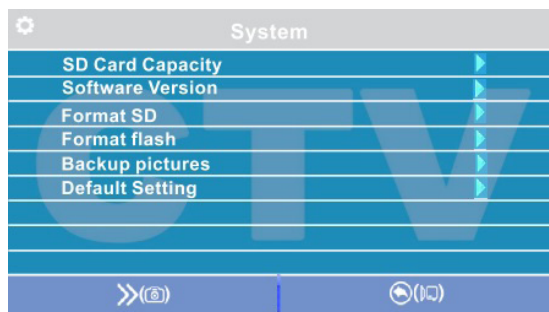 System
SD Card Capacity
Software Version
Format SD
Format flash
Backup pictures
Default Setting
CTV